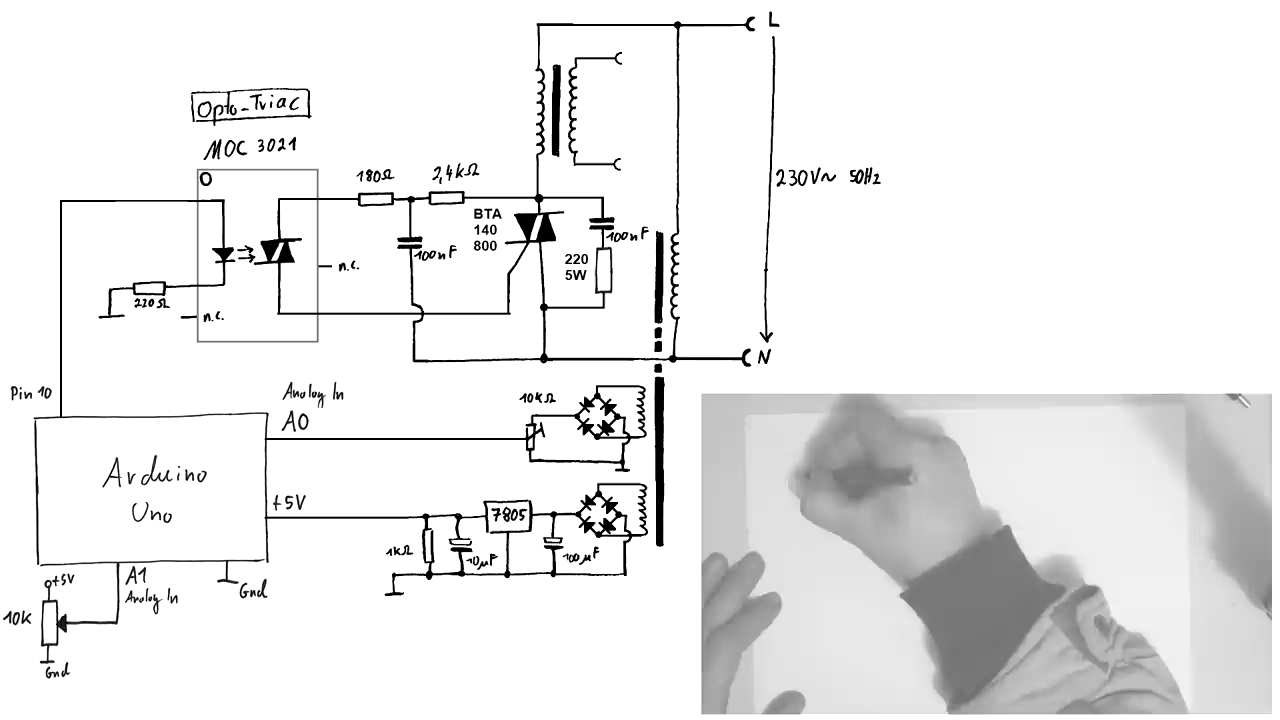 L
Opto-Triac
MOC 3021
O
180Ω
2,4kΩ
230V~ 50Hz
BTA
140
800
100nF
100nF
220
5W
n.c.
220Ω
n.c.
N
Pin 10
Analog In
A0
10kΩ
Arduino
Uno
+5V
7805
1kΩ
10µF
100µF
+5V
A1
Analog In
Gnd
10k
Gnd